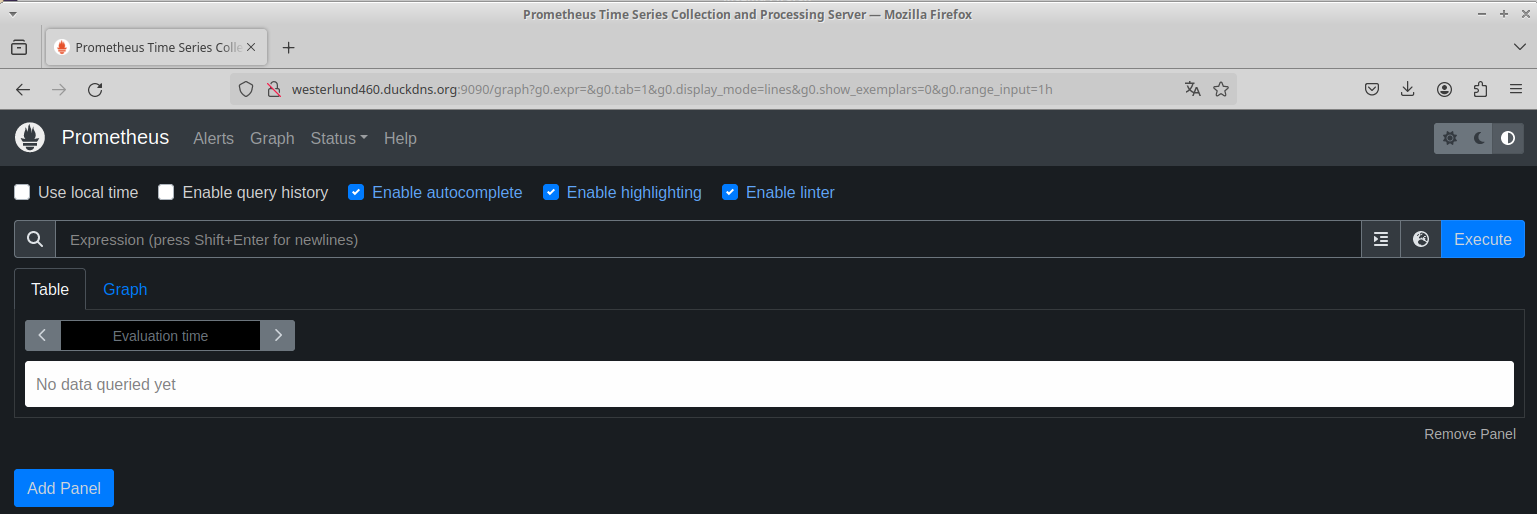 Prometheus Time Series Collection and Processing Server — Mozilla Firefox
Prometheus Time Series Colle
westerlund460.duckdns.org:9090/graph?g0.expr=&g0.tab=1&g0.display_mode=lines&g0.show_exemplars=0&g0.range_input=1h
Prometheus Alerts Graph Status Help
Use local time Enable query history Enable autocomplete Enable highlighting Enable linter
Expression (press Shift+Enter for newlines) Execute
Table Graph
Evaluation time
No data queried yet
Remove Panel
Add Panel